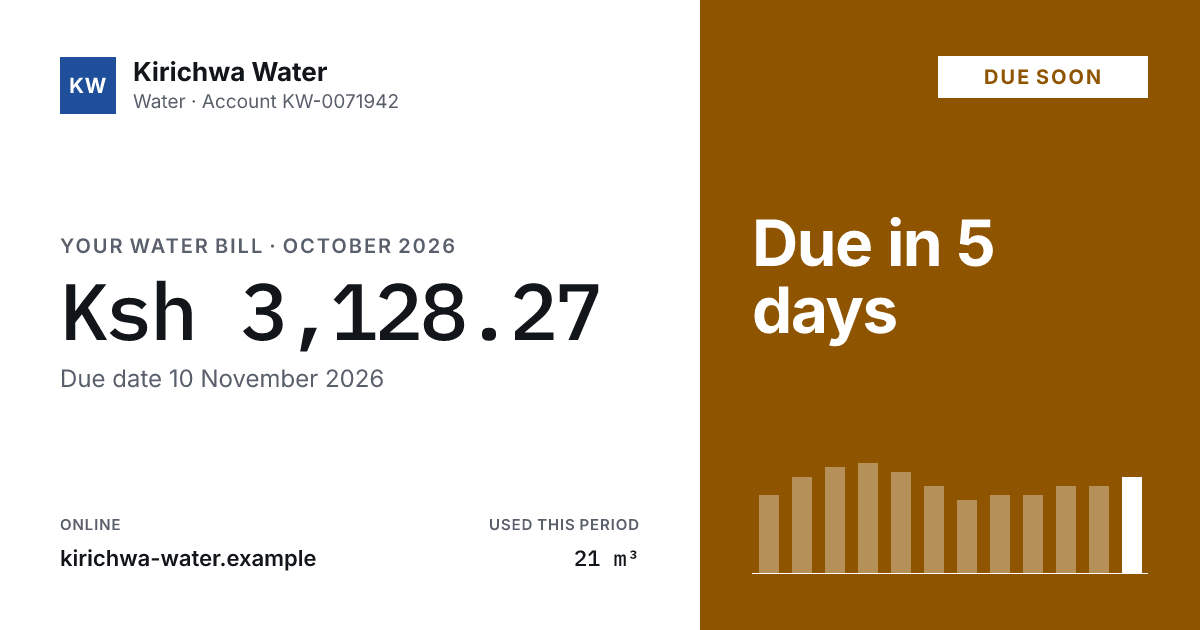 KW
Kirichwa Water
Water · Account KW-0071942
YOUR WATER BILL · OCTOBER 2026
Ksh 3,128.27
Due date 10 November 2026
ONLINE
kirichwa-water.example
USED THIS PERIOD
21 m³
DUE SOON
Due in 5
days